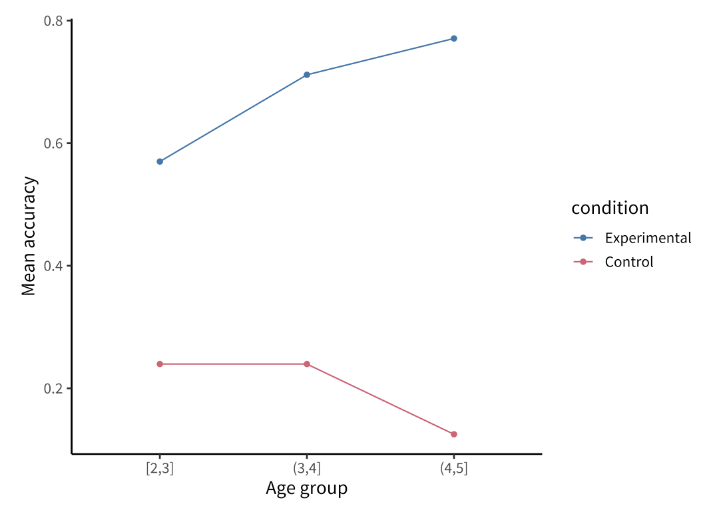 0.8
0.6
0.4
0.2
Mean accuracy
[2,3]
(3,4]
(4,5]
Age group
condition
Experimental
Control